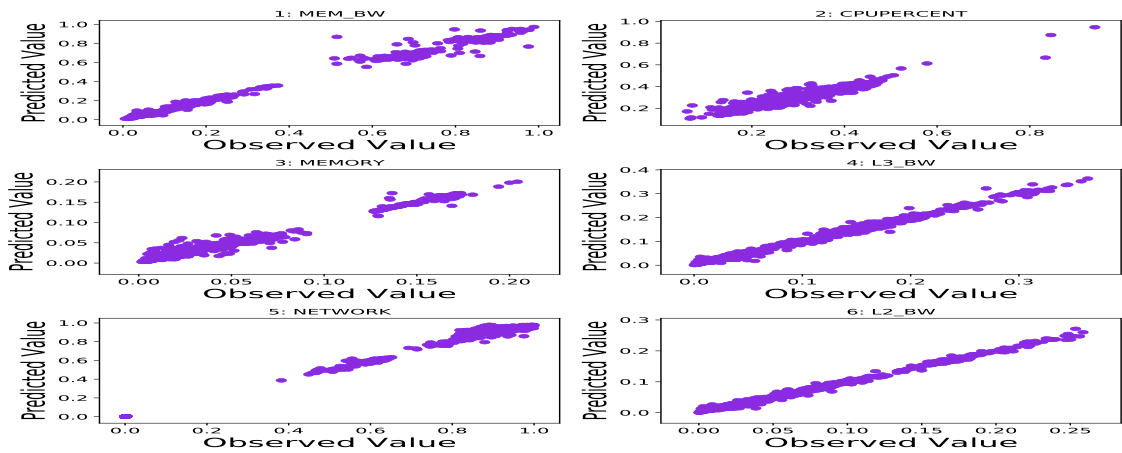 1: MEM_BW
Predicted Value
1.0
0.8
0.6
0.4
0.2
0.0
0.0 0.2 0.4 0.6 0.8 1.0
Observed Value
2: CPUPERCENT
Predicted Value
1.0
0.8
0.6
0.4
0.2
0.2 0.4 0.6 0.8
Observed Value
3: MEMORY
Predicted Value
0.20
0.15
0.10
0.05
0.00
0.00 0.05 0.10 0.15 0.20
Observed Value
4: L3_BW
Predicted Value
0.4
0.3
0.2
0.1
0.0
0.0 0.1 0.2 0.3
Observed Value
5: NETWORK
Predicted Value
1.0
0.8
0.6
0.4
0.2
0.0
0.0 0.2 0.4 0.6 0.8 1.0
Observed Value
6: L2_BW
Predicted Value
0.3
0.2
0.1
0.0
0.00 0.05 0.10 0.15 0.20 0.25
Observed Value